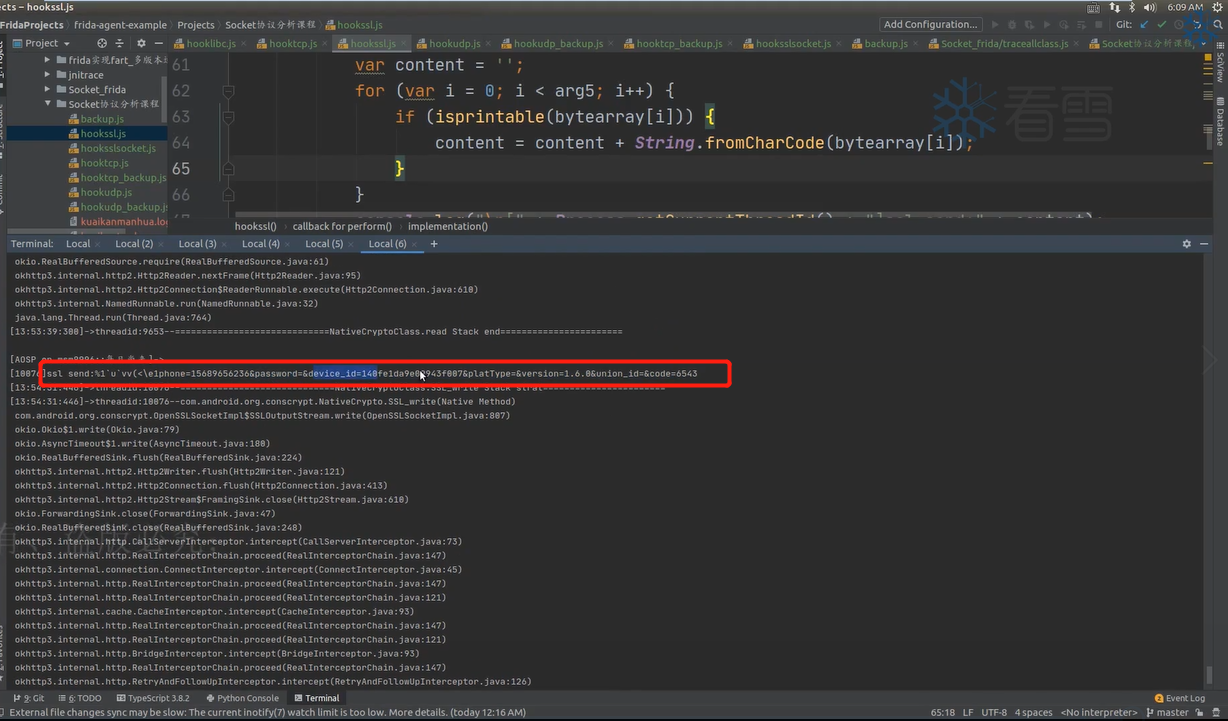 ects – hookssl.js
6:09 AM
FridaProjects
frida-agent-example
Projects
Socket协议分析课程
hookssl.js
Add Configuration...
Git:
Project
hooklibc.js
hooktcp.js
hookssl.js
hookudp.js
hookudp_backup.js
hooktcp_backup.js
hooksslsocket.js
backup.js
Socket_frida/traceallclass.js
Socket协议分析课程
frida实现fart_多版本
jnitrace
Socket_frida
Socket协议分析课程
backup.js
hookssl.js
hooksslsocket.js
hooktcp.js
hooktcp_backup.js
hookudp.js
hookudp_backup.js
kuaikanmanhua.log
61 var content = '';
62 for (var i = 0; i < arg5; i++) {
63 if (isprintable(bytearray[i])) {
64 content = content + String.fromCharCode(bytearray[i]);
65 }
66 }
看雪
SciView
Database
hookssl()
callback for perform()
implementation()
Terminal: Local Local (2) Local (3) Local (4) Local (5) Local (6) +
okio.RealBufferedSource.require(RealBufferedSource.java:61)
okhttp3.internal.http2.Http2Reader.nextFrame(Http2Reader.java:95)
okhttp3.internal.http2.Http2Connection$ReaderRunnable.execute(Http2Connection.java:610)
okhttp3.internal.NamedRunnable.run(NamedRunnable.java:32)
java.lang.Thread.run(Thread.java:764)
[13:53:39:300]->threadid:9653--=============================NativeCryptoClass.read Stack end=======================
[10076]ssl send:%1`u`vv(<\e1phone=15689656236&password=&device_id=140fe1da9e0 943f007&platType=&version=1.6.0&union_id=&code=6543
[13:54:31:446]->threadid:10076--com.android.org.conscrypt.NativeCrypto.SSL_write(Native Method)
com.android.org.conscrypt.OpenSSLSocketImpl$SSLOutputStream.write(OpenSSLSocketImpl.java:807)
okio.Okio$1.write(Okio.java:79)
okio.AsyncTimeout$1.write(AsyncTimeout.java:180)
okio.RealBufferedSink.flush(RealBufferedSink.java:224)
okhttp3.internal.http2.Http2Writer.flush(Http2Writer.java:121)
okhttp3.internal.http2.Http2Connection.flush(Http2Connection.java:413)
okhttp3.internal.http2.Http2Stream$FramingSink.close(Http2Stream.java:610)
okio.ForwardingSink.close(ForwardingSink.java:47)
okio.RealBufferedSink.close(RealBufferedSink.java:248)
okhttp3.internal.http.CallServerInterceptor.intercept(CallServerInterceptor.java:73)
okhttp3.internal.http.RealInterceptorChain.proceed(RealInterceptorChain.java:147)
okhttp3.internal.connection.ConnectInterceptor.intercept(ConnectInterceptor.java:45)
okhttp3.internal.http.RealInterceptorChain.proceed(RealInterceptorChain.java:147)
okhttp3.internal.http.RealInterceptorChain.proceed(RealInterceptorChain.java:121)
okhttp3.internal.cache.CacheInterceptor.intercept(CacheInterceptor.java:93)
okhttp3.internal.http.RealInterceptorChain.proceed(RealInterceptorChain.java:147)
okhttp3.internal.http.RealInterceptorChain.proceed(RealInterceptorChain.java:121)
okhttp3.internal.http.BridgeInterceptor.intercept(BridgeInterceptor.java:93)
okhttp3.internal.http.RealInterceptorChain.proceed(RealInterceptorChain.java:147)
okhttp3.internal.http.RetryAndFollowUpInterceptor.intercept(RetryAndFollowUpInterceptor.java:126)
有，盗版必究，
9: Git
6: TODO
TypeScript 3.8.2
Python Console
Terminal
2 Event Log
External file changes sync may be slow: The current inotify(7) watch limit is too low. More details. (today 12:16 AM)
65:18 LF UTF-8 4 spaces <No interpreter> master